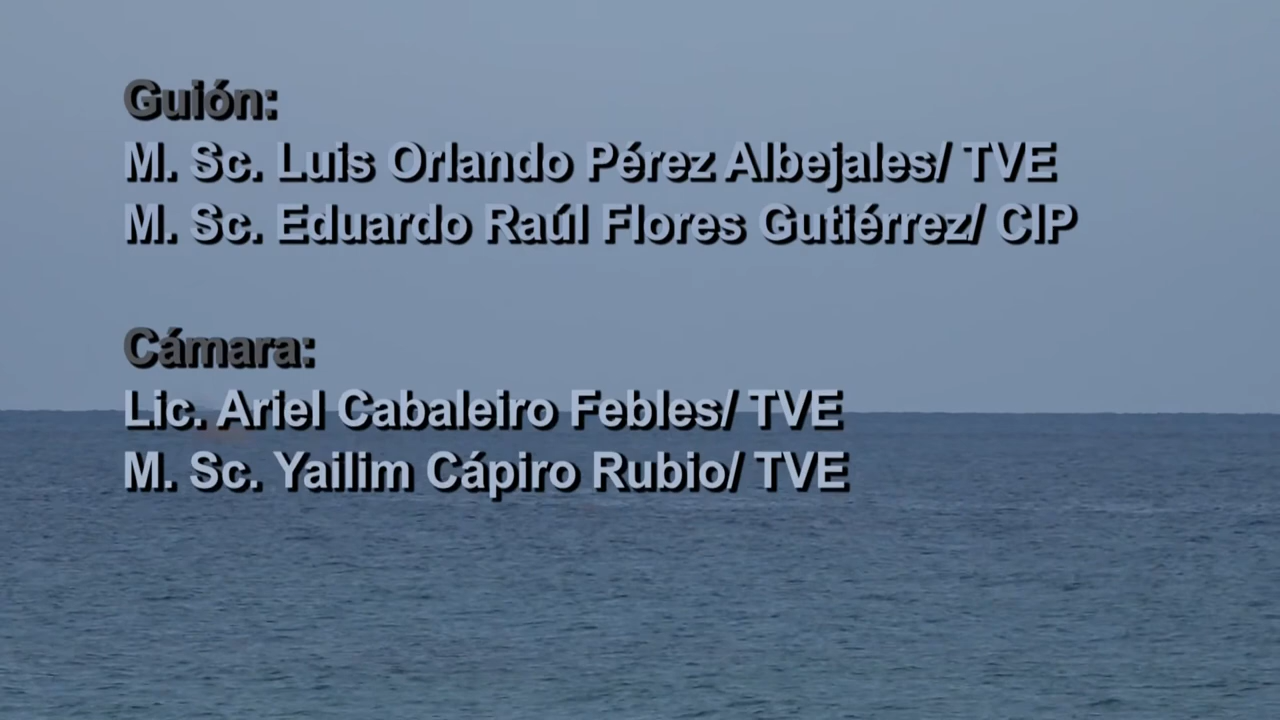 Guión:
M. Sc. Luis Orlando Pérez Albejales/ TVE
M. Sc. Eduardo Raúl Flores Gutiérrez/ CIP
Cámara:
Lic. Ariel Cabaleiro Febles/ TVE
M. Sc. Yailim Cápiro Rubio/ TVE